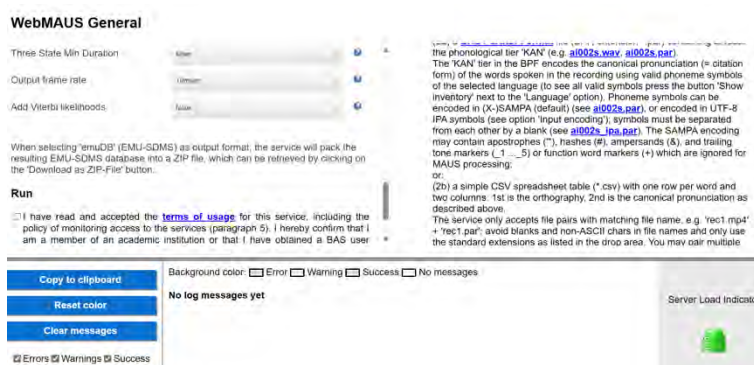 WebMAUS General
Three State Min Duration
Output frame rate
Add Viterbi likelihoods
When selecting 'emuDB' (EMU-SDMS) as output format, the service will pack the
resulting EMU-SDMS database into a ZIP file, which can be retrieved by clicking on
the 'Download as ZIP-File' button.
Run
I have read and accepted the terms of usage for this service, including the
policy of monitoring access to the services (paragraph 5). I hereby confirm that I
am a member of an academic institution or that I have obtained a BAS user
the phonological tier 'KAN' (e.g. ai002s.wav, ai002s.par).
The 'KAN' tier in the BPF encodes the canonical pronunciation (= citation
form) of the words spoken in the recording using valid phoneme symbols
of the selected language (to see all valid symbols press the button 'Show
inventory' next to the 'Language' option). Phoneme symbols can be
encoded in (X-)SAMPA (default) (see ai002s.par), or encoded in UTF-8
IPA symbols (see option 'Input encoding'); symbols must be separated
from each other by a blank (see ai002s_ipa.par). The SAMPA encoding
may contain apostrophes ('"'), hashes (#), ampersands (&), and trailing
tone markers (_1 ..._5) or function word markers (+) which are ignored for
MAUS processing;
or:
(2b) a simple CSV spreadsheet table (*.csv) with one row per word and
two columns. 1st is the orthography, 2nd is the canonical pronunciation as
described above.
The service only accepts file pairs with matching file name, e.g. 'rec1.mp4'
+ 'rec1.par'; avoid blanks and non-ASCII chars in file names and only use
the standard extensions as listed in the drop area. You may pair multiple
Copy to clipboard
Reset color
Clear messages
Errors Warnings Success
Background color: Error Warning Success No messages
No log messages yet
Server Load Indicato